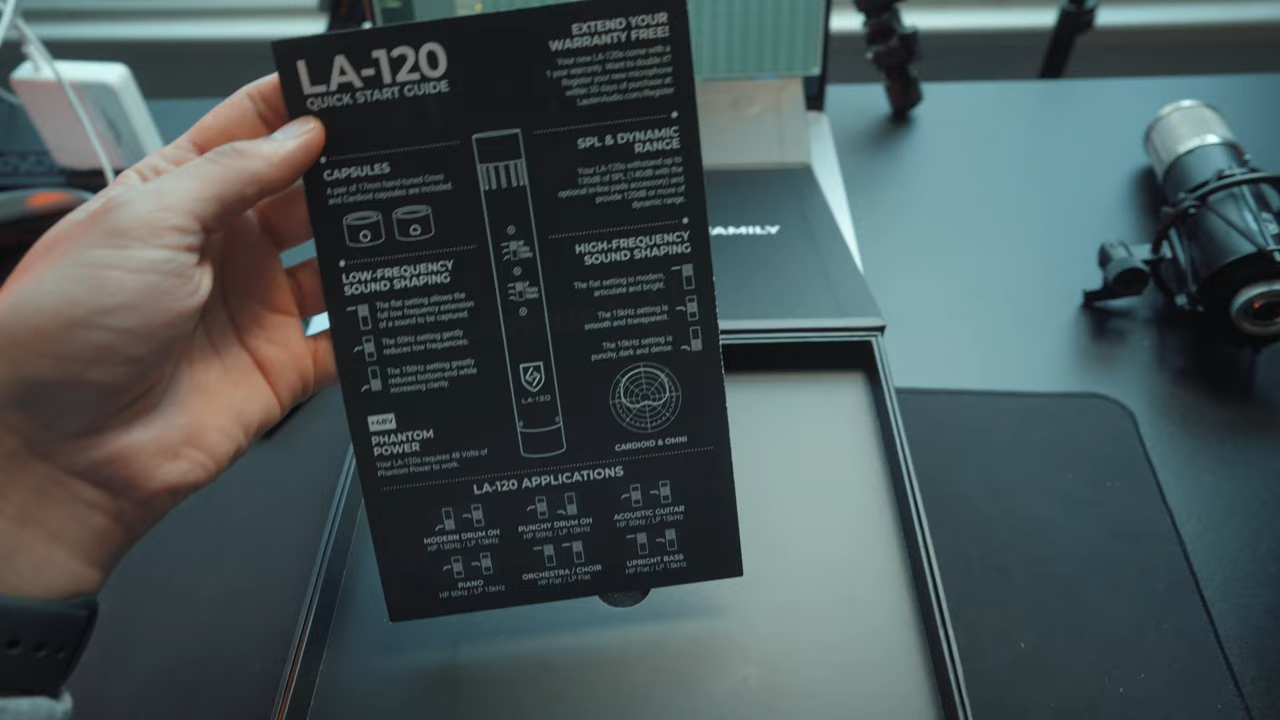 LA-120
QUICK START GUIDE
EXTEND YOUR
WARRANTY FREE!
Your new LA-120s come with a
1 year warranty. Want to double it?
Register your new microphone
within 30 days of purchase at
LautenAudio.com/Register
CAPSULES
A pair of 17mm hand-tuned Omni
and Cardioid capsules are included.
SPL & DYNAMIC
RANGE
Your LA-120s withstand up to
130dB of SPL (140dB with the
optional in-line pads accessory) and
provide 120dB or more of
dynamic range.
LOW-FREQUENCY
SOUND SHAPING
The flat setting allows the
full low frequency extension
of a sound to be captured.
The 50Hz setting gently
reduces low frequencies.
The 150Hz setting greatly
reduces bottom-end while
increasing clarity.
HIGH-FREQUENCY
SOUND SHAPING
The flat setting is modern,
articulate and bright.
The 15kHz setting is
smooth and transparent.
The 10kHz setting is
punchy, dark and dense.
LA-120
CARDIOID & OMNI
+48V
PHANTOM
POWER
Your LA-120s requires 48 Volts of
Phantom Power to work.
LA-120 APPLICATIONS
MODERN DRUM OH
HP 150Hz / LP 15kHz
PUNCHY DRUM OH
HP 50Hz / LP 10kHz
ACOUSTIC GUITAR
HP 50Hz / LP 15kHz
PIANO
HP 50Hz / LP 15kHz
ORCHESTRA / CHOIR
HP Flat / LP Flat
UPRIGHT BASS
HP Flat / LP 15kHz
FAMILY